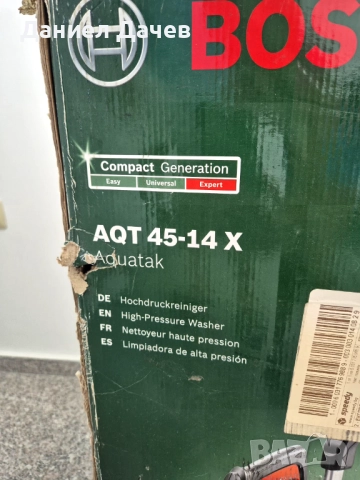 Даниел Дачев
BOS
Compact Generation
Easy Universal Expert
AQT 45-14 X
Aquatak
DE Hochdruckreiniger
EN High-Pressure Washer
FR Nettoyeur haute pression
ES Limpiadora de alta presión
speedy
BAZAR